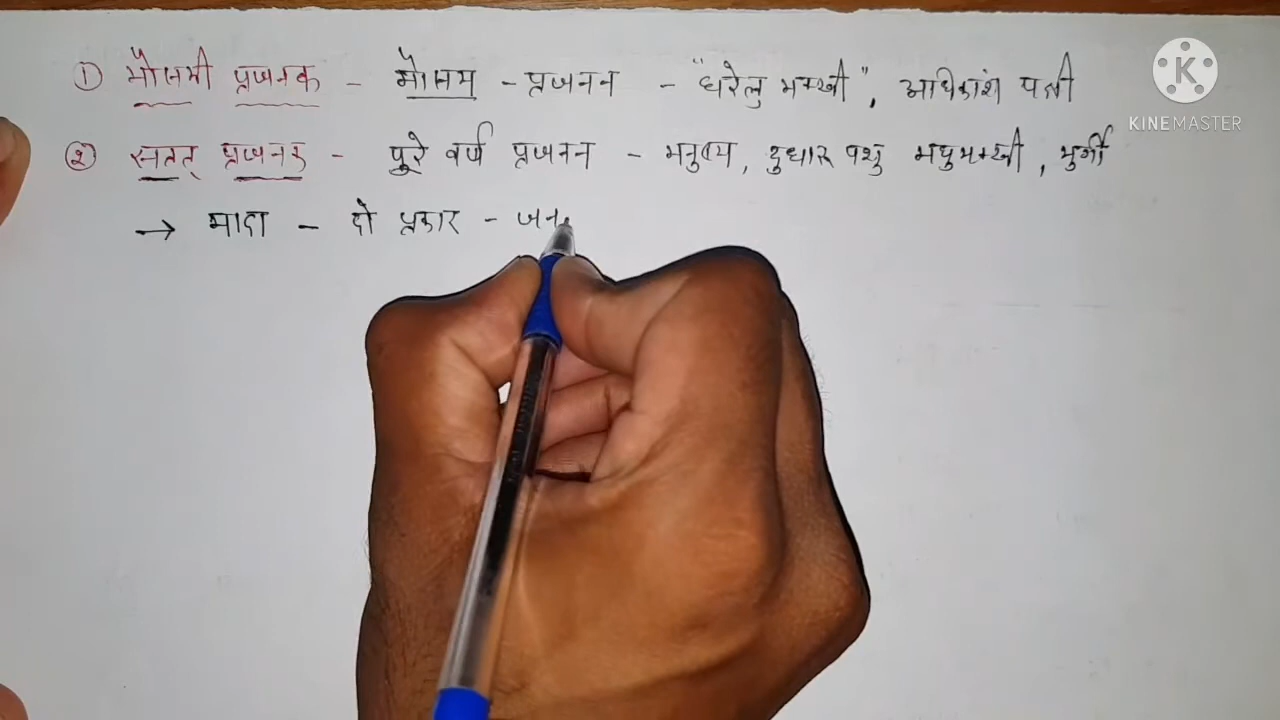 ① मौसमी प्रजनक - मौसम - प्रजनन - "घरेलु मक्खी", अधिकांश पक्षी
② सतत् प्रजनक - पुरे वर्ष प्रजनन - मनुष्य, दुधारू पशु मधुमक्खी, मुर्गी
→ मादा - दो प्रकार - जन
K
KINEMASTER